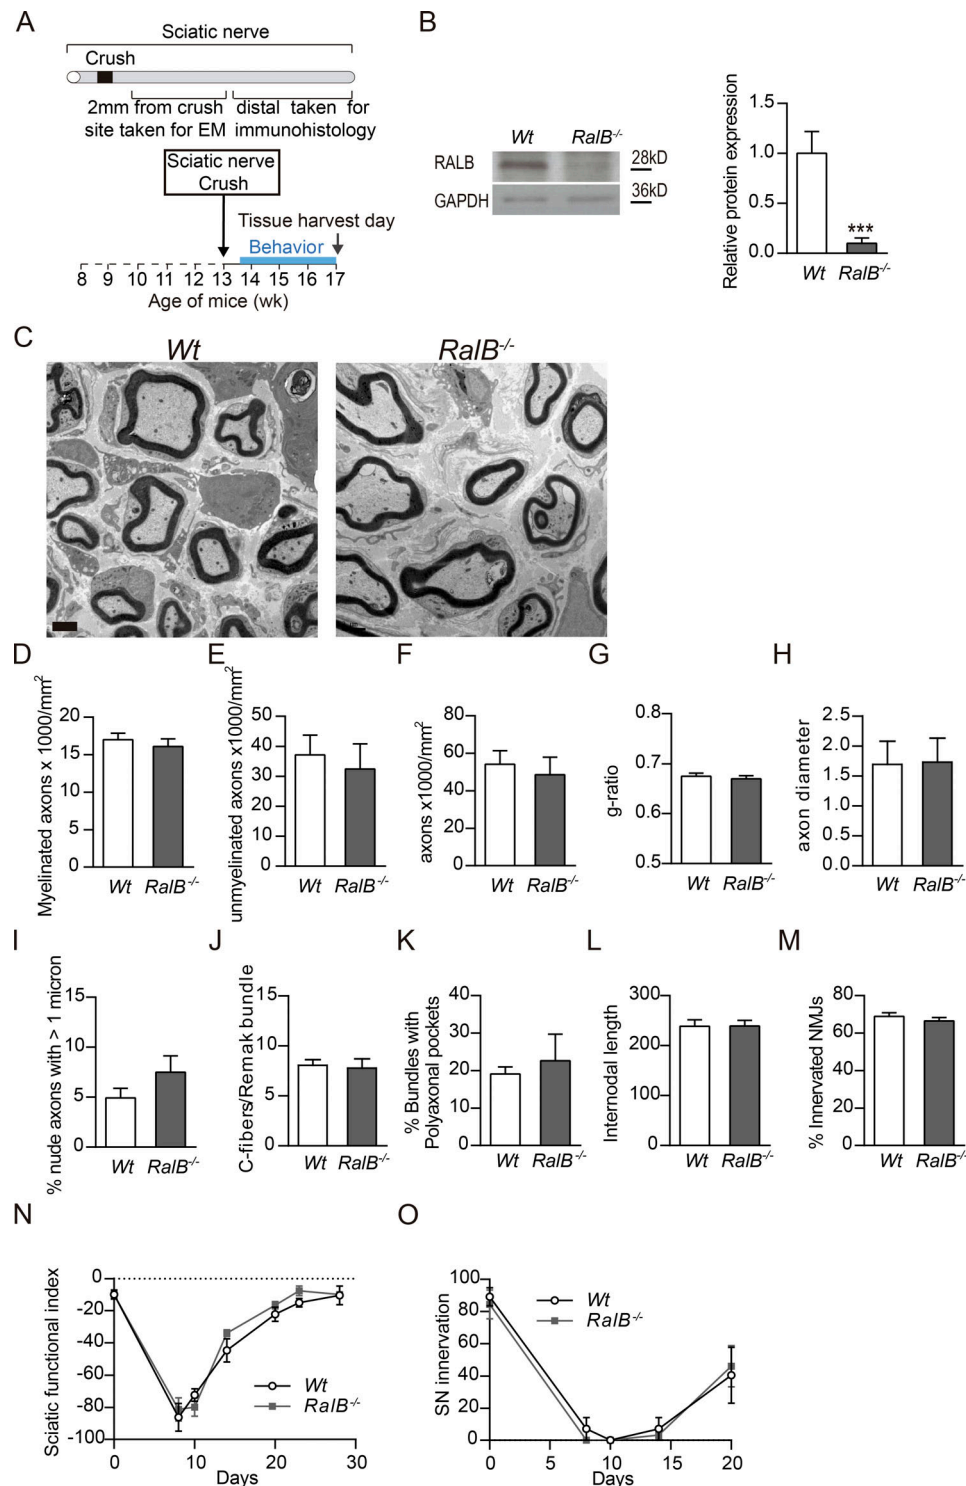 A
Sciatic nerve
Crush
2mm from crush distal taken for
site taken for EM immunohistology
Sciatic nerve
Crush
Tissue harvest day
Behavior
8 9 10 11 12 13 14 15 16 17
Age of mice (wk)
B
Wt RalB-/-
RALB 28kD
GAPDH 36kD
Relative protein expression
1.5
1.0
0.5
0.0
***
Wt RalB-/-
C
Wt RalB-/-
D
Myelinated axons x 1000/mm2
20
15
10
5
0
Wt RalB-/-
E
unmyelinated axons x1000/mm2
50
40
30
20
10
0
Wt RalB-/-
F
axons x1000/mm2
80
60
40
20
0
Wt RalB-/-
G
g-ratio
0.8
0.7
0.6
0.5
Wt RalB-/-
H
axon diameter
2.5
2.0
1.5
1.0
0.5
0.0
Wt RalB-/-
I
% nude axons with > 1 micron
15
10
5
0
Wt RalB-/-
J
C-fibers/Remak bundle
15
10
5
0
Wt RalB-/-
K
% Bundles with
Polyaxonal pockets
40
30
20
10
0
Wt RalB-/-
L
Internodal length
300
200
100
0
Wt RalB-/-
M
% Innervated NMJs
80
60
40
20
0
Wt RalB-/-
N
Sciatic functional index
0
-20
-40
-60
-80
-100
Wt
RalB-/-
0 10 20 30
Days
O
SN innervation
100
80
60
40
20
0
Wt
RalB-/-
0 5 10 15 20
Days